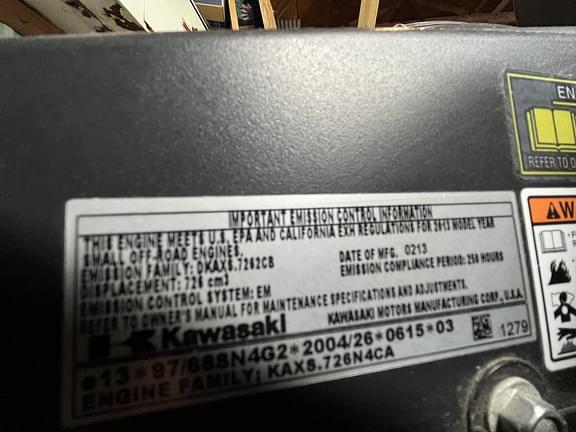 EN
REFER TO O
IMPORTANT EMISSION CONTROL INFORMATION
THIS ENGINE MEETS U.S. EPA AND CALIFORNIA EXH REGULATIONS FOR 2013 MODEL YEAR
SMALL OFF-ROAD ENGINES.
DATE OF MFG. 0213
EMISSION FAMILY: DKAXS.7262CB
EMISSION COMPLIANCE PERIOD: 250 HOURS
DISPLACEMENT: 726 cm3
EMISSION CONTROL SYSTEM: EM
REFER TO OWNER'S MANUAL FOR MAINTENANCE SPECIFICATIONS AND ADJUSTMENTS.
Kawasaki
KAWASAKI MOTORS MANUFACTURING CORP., U.S.A.
e13*97/68SN4G2*2004/26*0615*03
1279
ENGINE FAMILY: KAXS.726N4CA
W